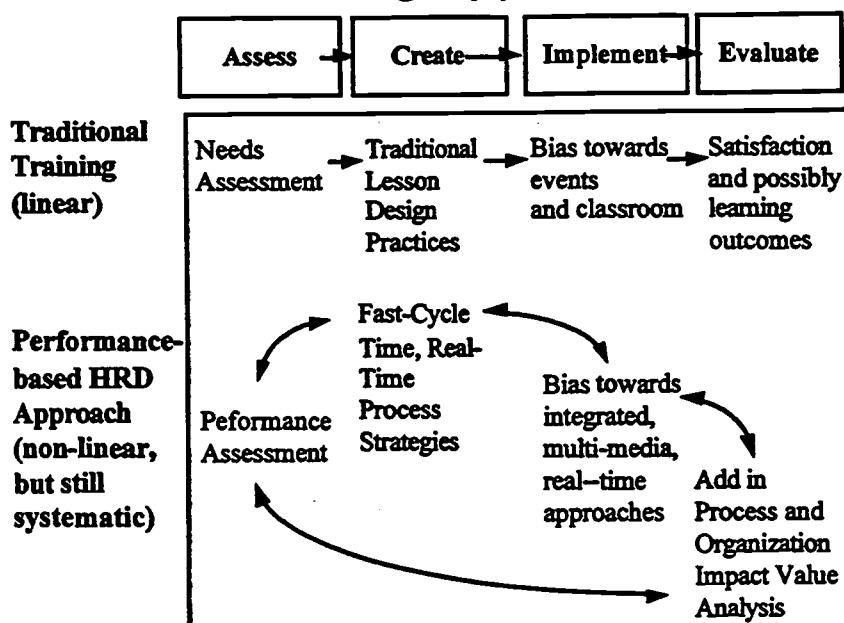 Assess Create Implement Evaluate
Traditional
Training
(linear)
Needs
Assessment
Traditional
Lesson
Design
Practices
Bias towards
events
and classroom
Satisfaction
and possibly
learning
outcomes
Performance-
based HRD
Approach
(non-linear,
but still
systematic)
Peformance
Assessment
Fast-Cycle
Time, Real-
Time
Process
Strategies
Bias towards
integrated,
multi-media,
real-time
approaches
Add in
Process and
Organization
Impact Value
Analysis